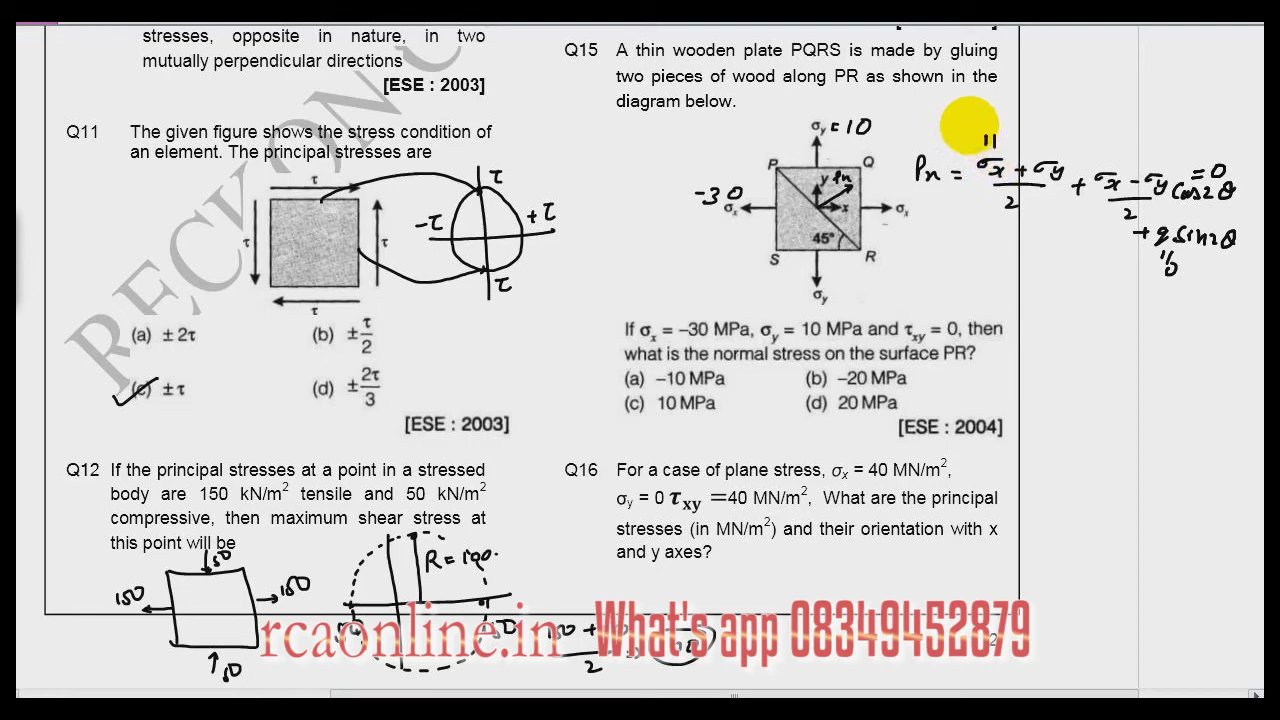 stresses, opposite in nature, in two
mutually perpendicular directions
[ESE : 2003]
Q11 The given figure shows the stress condition of
an element. The principal stresses are
τ
τ
τ
τ
τ
-τ
+τ
τ
(a) ± 2τ
(b) ± τ/2
(c) ± τ
(d) ± 2τ/3
[ESE : 2003]
Q12 If the principal stresses at a point in a stressed
body are 150 kN/m² tensile and 50 kN/m²
compressive, then maximum shear stress at
this point will be
50
150
150
50
R = 100.
RECKONC
Q15 A thin wooden plate PQRS is made by gluing
two pieces of wood along PR as shown in the
diagram below.
σy = 10
P
Q
y
Pn
-30
σx
x
σx
45°
S
R
σy
Pn = σx + σy / 2 + σx - σy / 2 cos2θ
= 0
+ q sin2θ
If σx = −30 MPa, σy = 10 MPa and τxy = 0, then
what is the normal stress on the surface PR?
(a) −10 MPa
(b) −20 MPa
(c) 10 MPa
(d) 20 MPa
[ESE : 2004]
Q16 For a case of plane stress, σx = 40 MN/m²,
σy = 0 τxy = 40 MN/m², What are the principal
stresses (in MN/m²) and their orientation with x
and y axes?
rcaonline.in What's app 08349452879